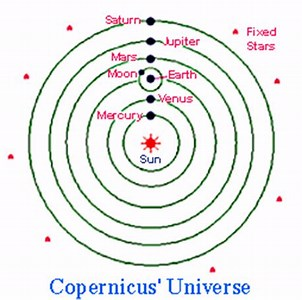 Saturn
Fixed
Stars
Jupiter
Mars
Moon
Earth
Venus
Mercury
Sun
Copernicus' Universe